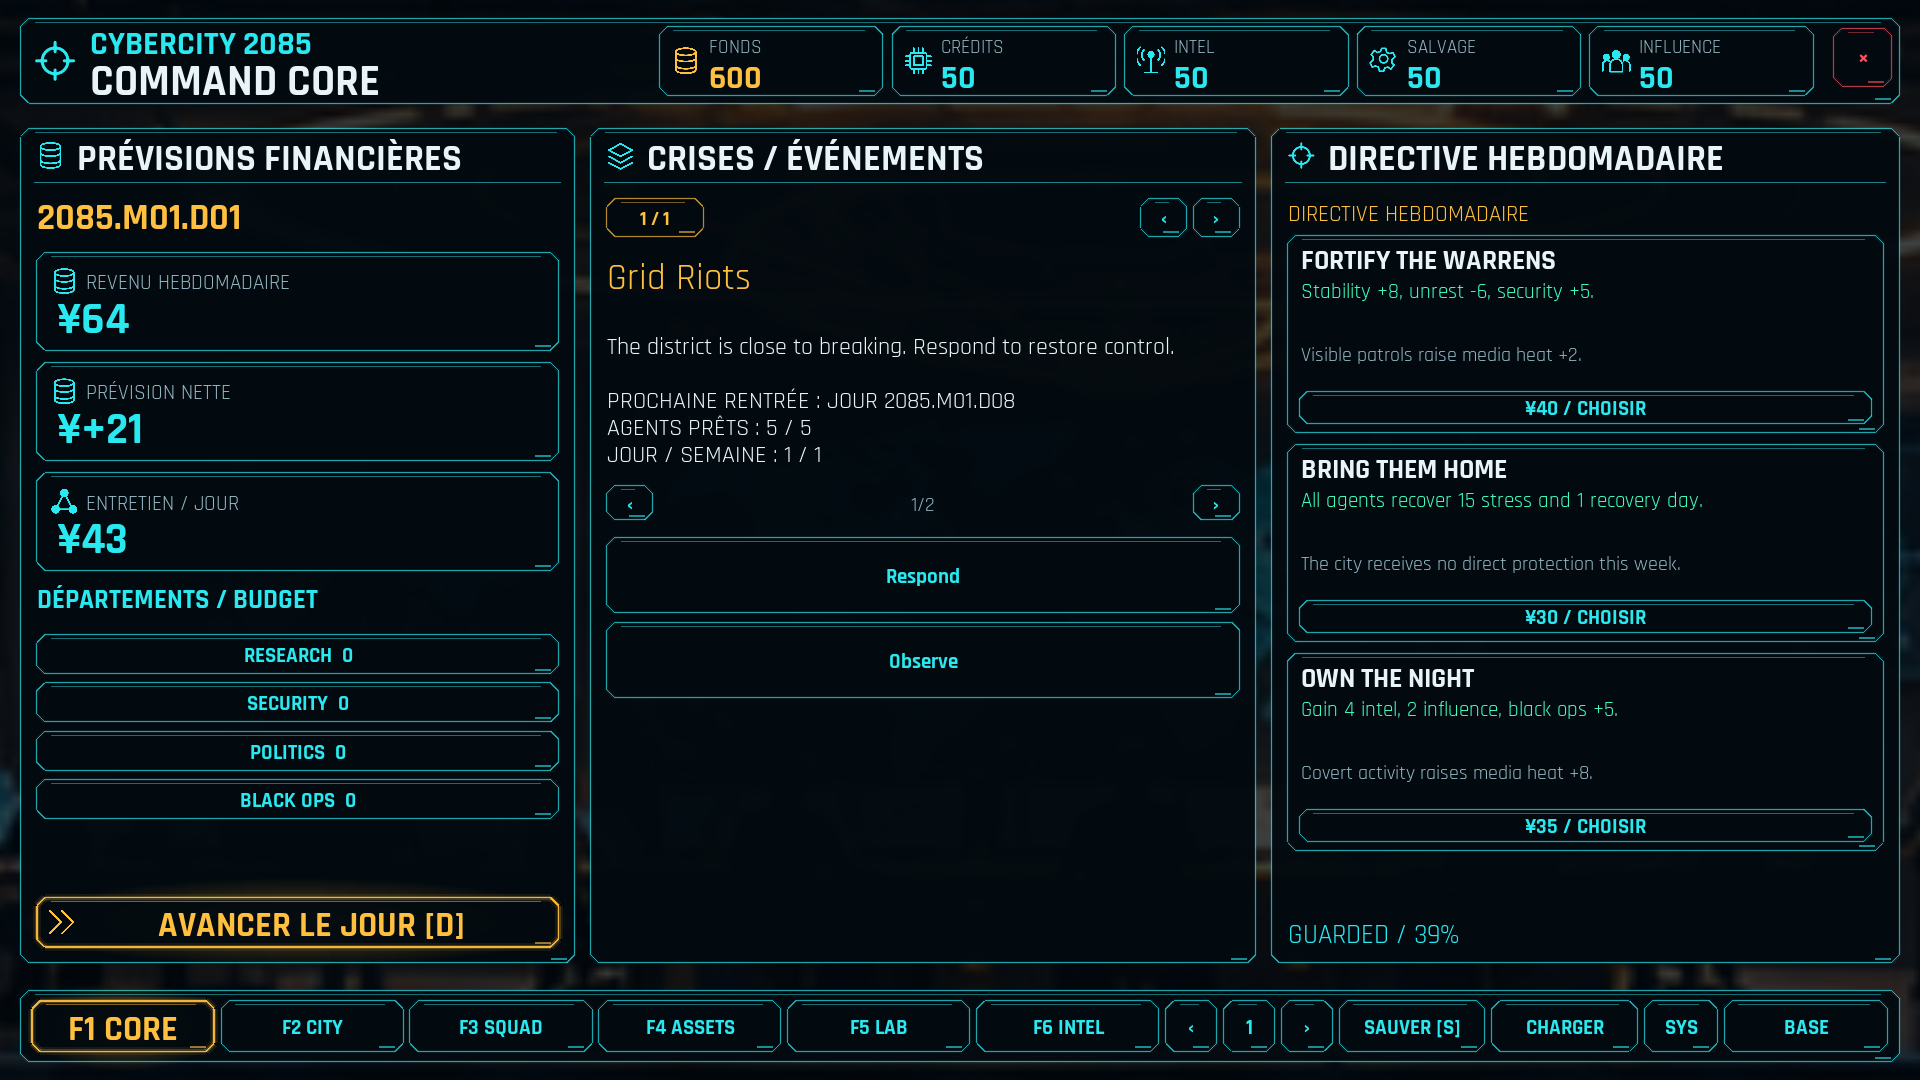 CYBERCITY 2085
COMMAND CORE
FONDS
600
CRÉDITS
50
INTEL
50
SALVAGE
50
INFLUENCE
50
×
PRÉVISIONS FINANCIÈRES
2085.M01.D01
REVENU HEBDOMADAIRE
¥64
PRÉVISION NETTE
¥+21
ENTRETIEN / JOUR
¥43
DÉPARTEMENTS / BUDGET
RESEARCH 0
SECURITY 0
POLITICS 0
BLACK OPS 0
AVANCER LE JOUR [D]
CRISES / ÉVÉNEMENTS
1 / 1
‹ ›
Grid Riots
The district is close to breaking. Respond to restore control.
PROCHAINE RENTRÉE : JOUR 2085.M01.D08
AGENTS PRÊTS : 5 / 5
JOUR / SEMAINE : 1 / 1
‹ 1/2 ›
Respond
Observe
DIRECTIVE HEBDOMADAIRE
DIRECTIVE HEBDOMADAIRE
FORTIFY THE WARRENS
Stability +8, unrest -6, security +5.
Visible patrols raise media heat +2.
¥40 / CHOISIR
BRING THEM HOME
All agents recover 15 stress and 1 recovery day.
The city receives no direct protection this week.
¥30 / CHOISIR
OWN THE NIGHT
Gain 4 intel, 2 influence, black ops +5.
Covert activity raises media heat +8.
¥35 / CHOISIR
GUARDED / 39%
F1 CORE
F2 CITY
F3 SQUAD
F4 ASSETS
F5 LAB
F6 INTEL
‹ 1 ›
SAUVER [S]
CHARGER
SYS
BASE